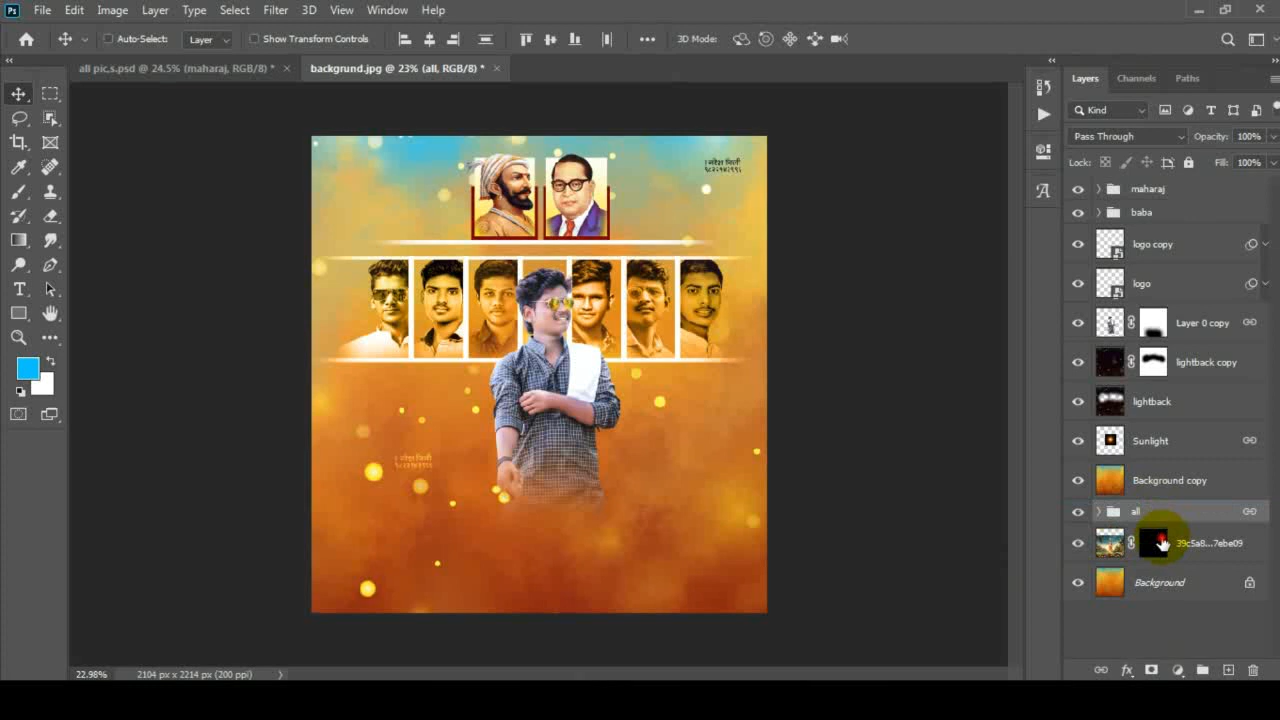 Ps File Edit Image Layer Type Select Filter 3D View Window Help
Auto-Select: Layer Show Transform Controls 3D Mode:
all pic,s.psd @ 24.5% (maharaj, RGB/8) * × backgrund.jpg @ 23% (all, RGB/8) * ×
Layers Channels Paths
Kind
Pass Through Opacity: 100%
Lock: Fill: 100%
maharaj
baba
logo copy
logo
Layer 0 copy
lightback copy
lightback
Sunlight
Background copy
all
39c5a8...7ebe09
Background
22.98% 2104 px x 2214 px (200 ppi)